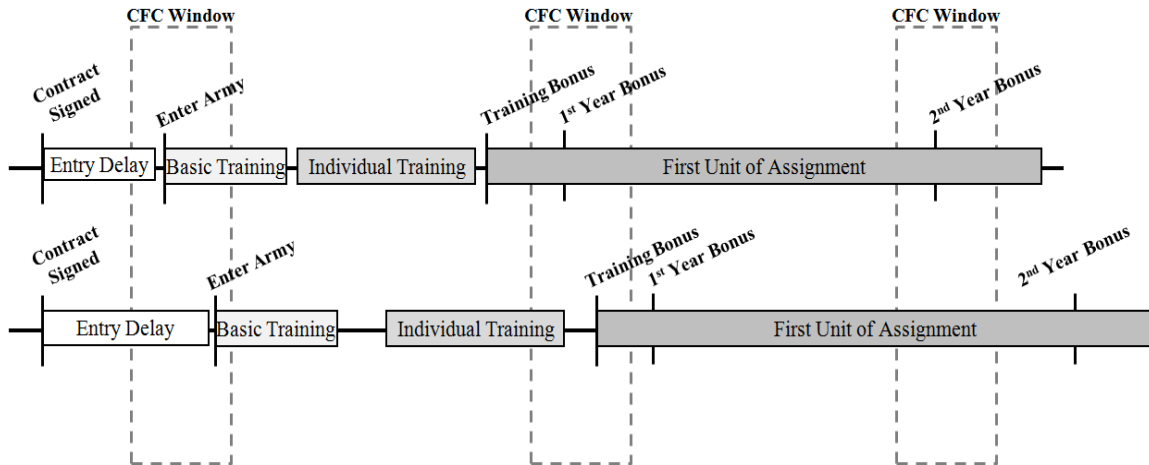 CFC Window
CFC Window
CFC Window
Contract
Signed
Enter Army
Training Bonus
1st Year Bonus
2nd Year Bonus
Entry Delay
Basic Training
Individual Training
First Unit of Assignment
Contract
Signed
Enter Army
Training Bonus
1st Year Bonus
2nd Year Bonus
Entry Delay
Basic Training
Individual Training
First Unit of Assignment